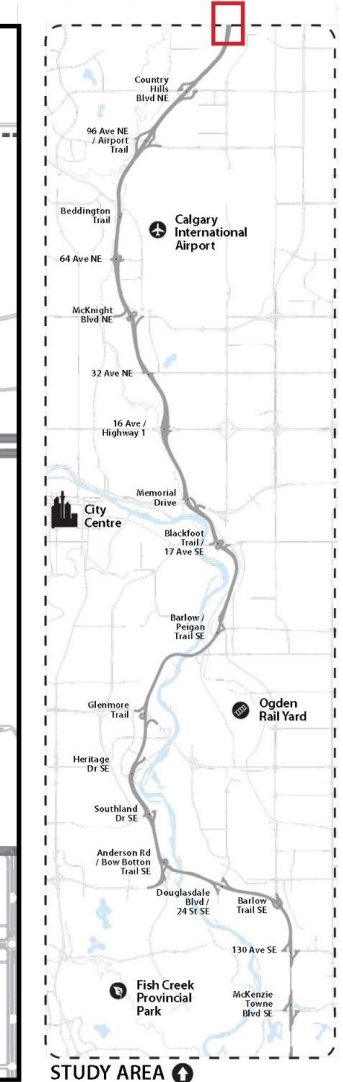 Country
Hills
Blvd NE
96 Ave NE
/ Airport
Trail
Beddington
Trail
Calgary
International
Airport
64 Ave NE
McKnight
Blvd NE
32 Ave NE
16 Ave /
Highway 1
Memorial
Drive
City
Centre
Blackfoot
Trail /
17 Ave SE
Barlow /
Peigan
Trail SE
Glenmore
Trail
Ogden
Rail Yard
Heritage
Dr SE
Southland
Dr SE
Anderson Rd
/ Bow Botton
Trail SE
Douglasdale
Blvd /
24 St SE
Barlow
Trail SE
130 Ave SE
Fish Creek
Provincial
Park
McKenzie
Towne
Blvd SE
STUDY AREA